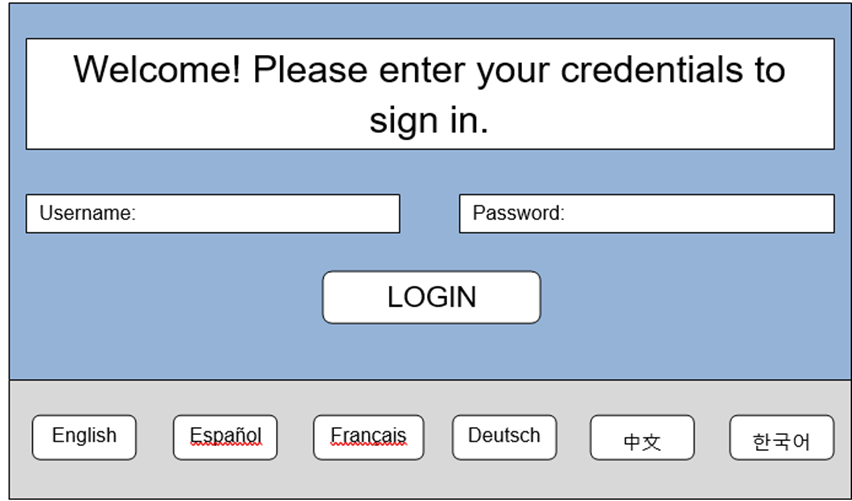 Welcome! Please enter your credentials to
sign in.
Username:
Password:
LOGIN
English
Español
Français
Deutsch
中文
한국어